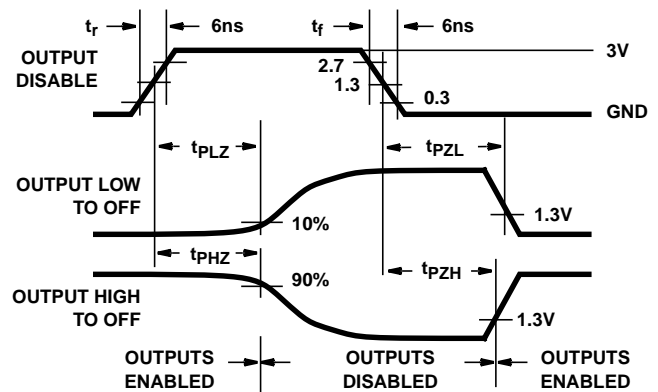 tr
6ns
tf
6ns
OUTPUT
DISABLE
3V
2.7
1.3
0.3
GND
tPLZ
tPZL
OUTPUT LOW
TO OFF
10%
1.3V
tPHZ
tPZH
OUTPUT HIGH
TO OFF
90%
1.3V
OUTPUTS
ENABLED
OUTPUTS
DISABLED
OUTPUTS
ENABLED